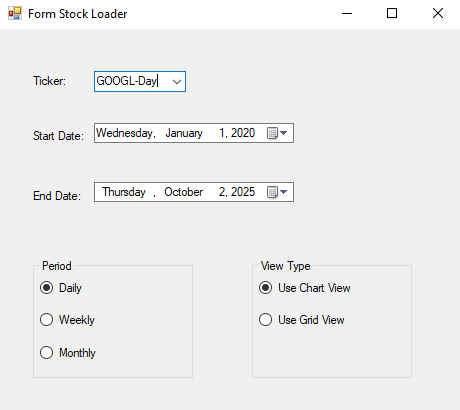 Form Stock Loader
Ticker: GOOGL-Day
Start Date: Wednesday, January 1, 2020
End Date: Thursday , October 2, 2025
Period View Type
Daily Use Chart View
Weekly Use Grid View
Monthly